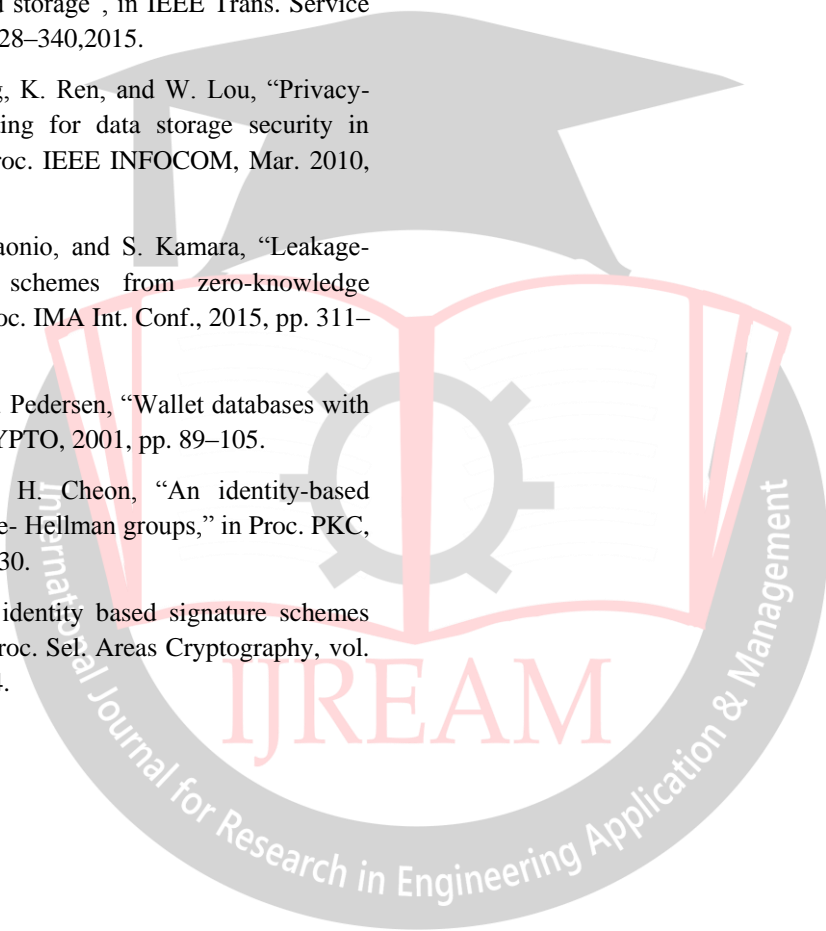 d storage", in IEEE Trans. Service
28–340,2015.
g, K. Ren, and W. Lou, “Privacy-
ing for data storage security in
roc. IEEE INFOCOM, Mar. 2010,
aonio, and S. Kamara, “Leakage-
schemes from zero-knowledge
oc. IMA Int. Conf., 2015, pp. 311–
. Pedersen, “Wallet databases with
YPTO, 2001, pp. 89–105.
H. Cheon, “An identity-based
e- Hellman groups,” in Proc. PKC,
30.
identity based signature schemes
roc. Sel. Areas Cryptography, vol.
4.
IJREAM
International Journal for Research in Engineering Application & Management